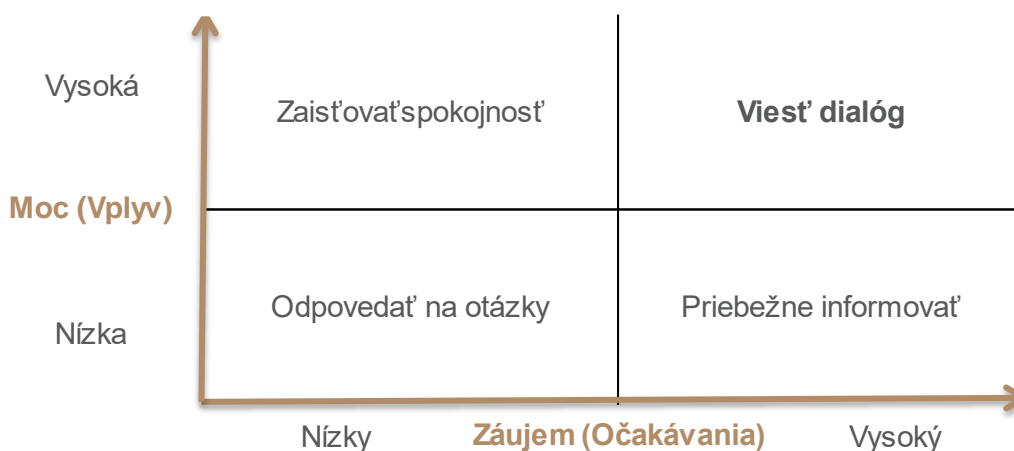 Vysoká
Zaisťovaťspokojnosť
Viesť dialóg
Moc (Vplyv)
Odpovedať na otázky
Priebežne informovať
Nízka
Nízky
Záujem (Očakávania)
Vysoký